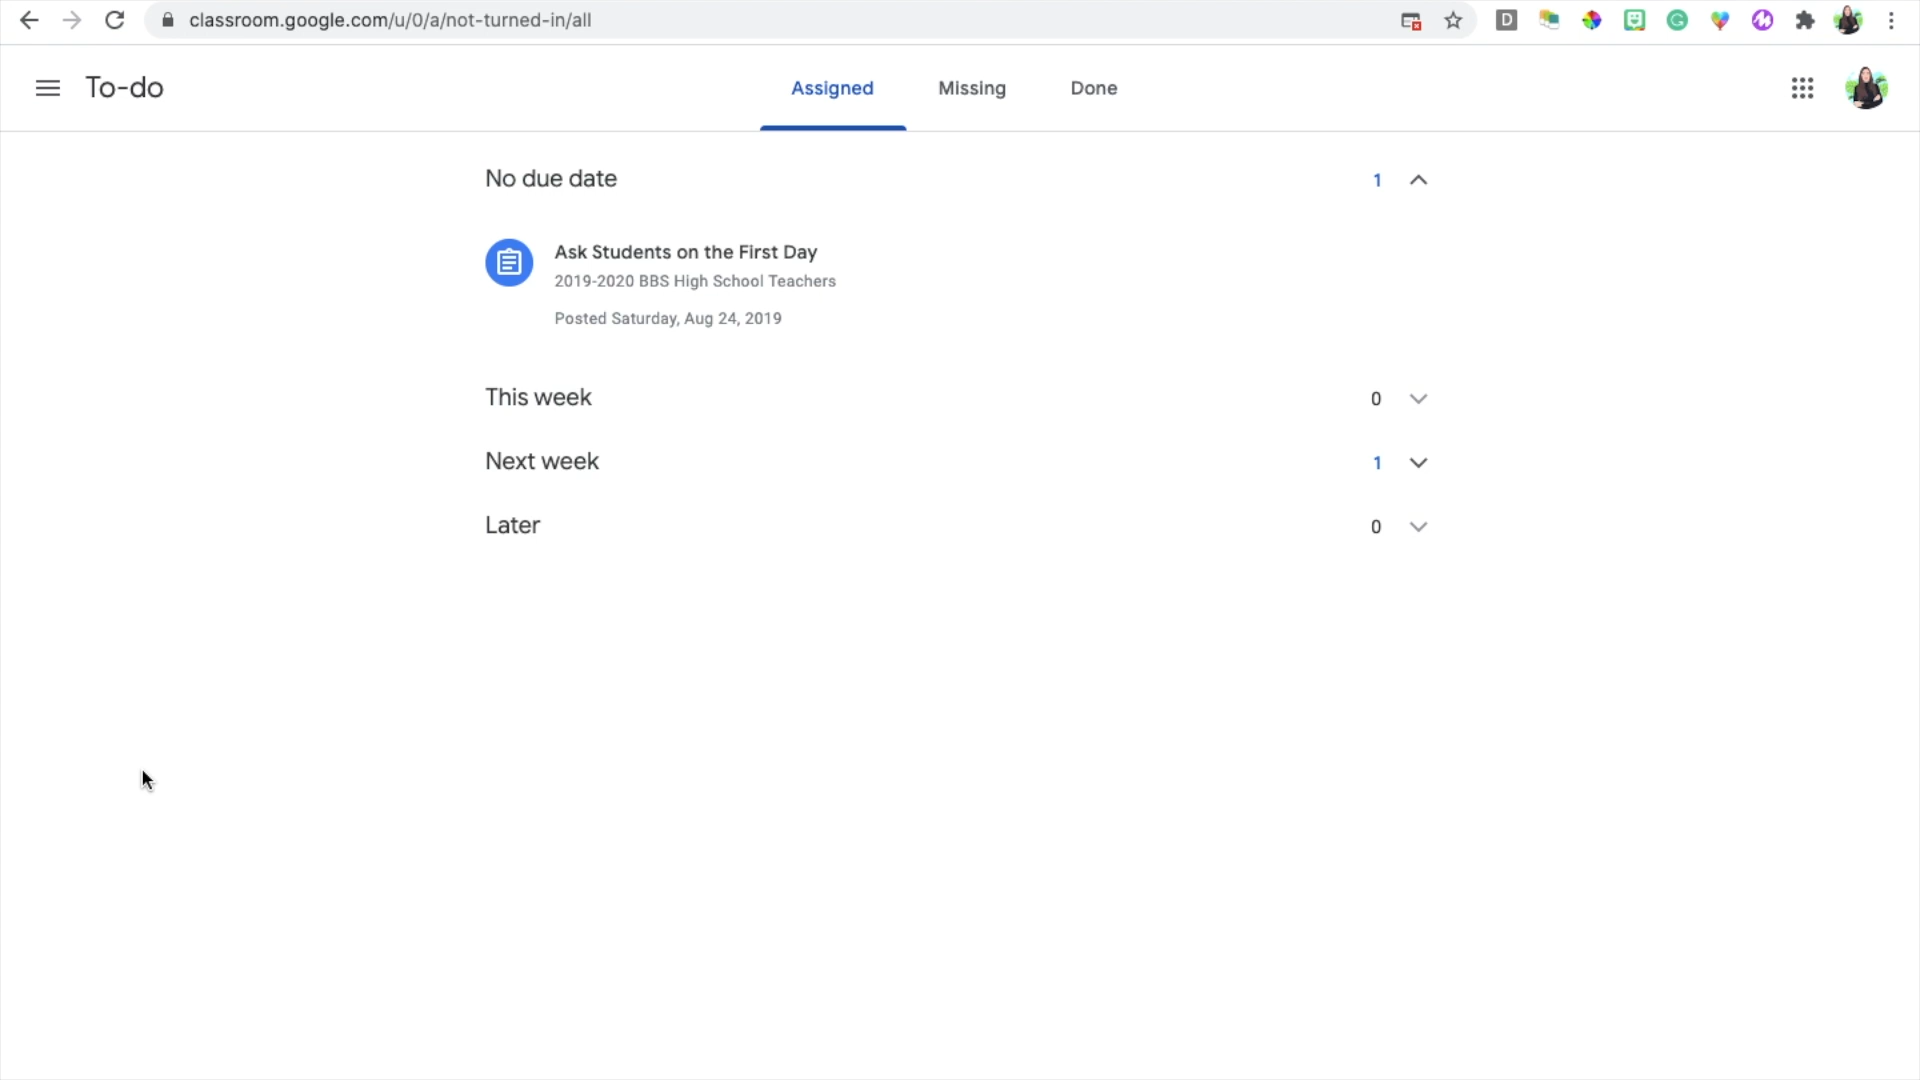 classroom.google.com/u/0/a/not-turned-in/all
D
G
To-do
Assigned
Missing
Done
No due date
1
Ask Students on the First Day
2019-2020 BBS High School Teachers
Posted Saturday, Aug 24, 2019
This week
0
Next week
1
Later
0